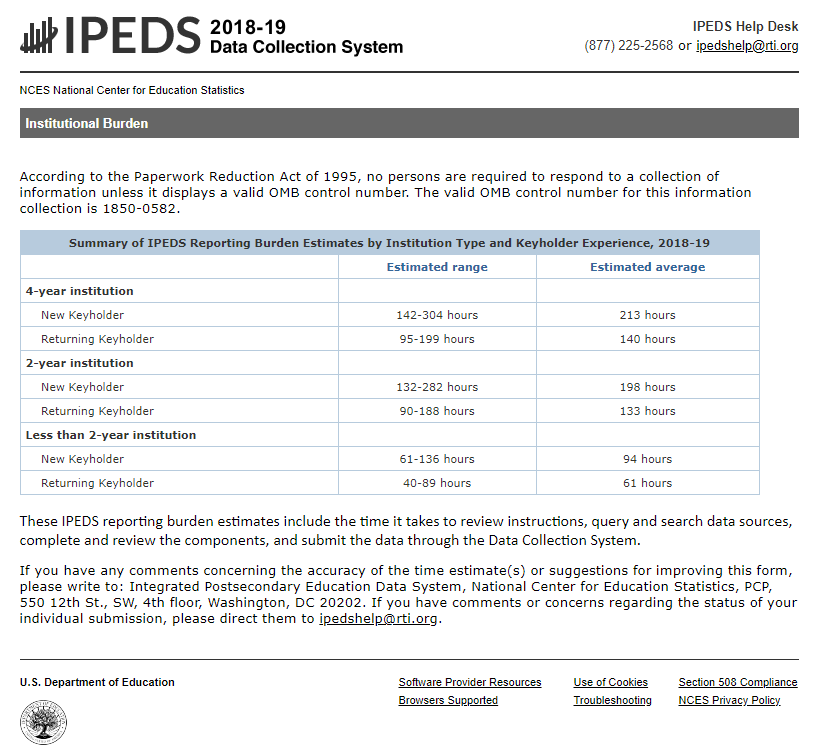 IPEDS 2018-19
Data Collection System
IPEDS Help Desk
(877) 225-2568 or ipedshelp@rti.org
NCES National Center for Education Statistics
Institutional Burden
According to the Paperwork Reduction Act of 1995, no persons are required to respond to a collection of
information unless it displays a valid OMB control number. The valid OMB control number for this information
collection is 1850-0582.
Summary of IPEDS Reporting Burden Estimates by Institution Type and Keyholder Experience, 2018-19
Estimated range Estimated average
4-year institution
New Keyholder 142-304 hours 213 hours
Returning Keyholder 95-199 hours 140 hours
2-year institution
New Keyholder 132-282 hours 198 hours
Returning Keyholder 90-188 hours 133 hours
Less than 2-year institution
New Keyholder 61-136 hours 94 hours
Returning Keyholder 40-89 hours 61 hours
These IPEDS reporting burden estimates include the time it takes to review instructions, query and search data sources,
complete and review the components, and submit the data through the Data Collection System.
If you have any comments concerning the accuracy of the time estimate(s) or suggestions for improving this form,
please write to: Integrated Postsecondary Education Data System, National Center for Education Statistics, PCP,
550 12th St., SW, 4th floor, Washington, DC 20202. If you have comments or concerns regarding the status of your
individual submission, please direct them to ipedshelp@rti.org.
U.S. Department of Education
Software Provider Resources Use of Cookies Section 508 Compliance
Browsers Supported Troubleshooting NCES Privacy Policy